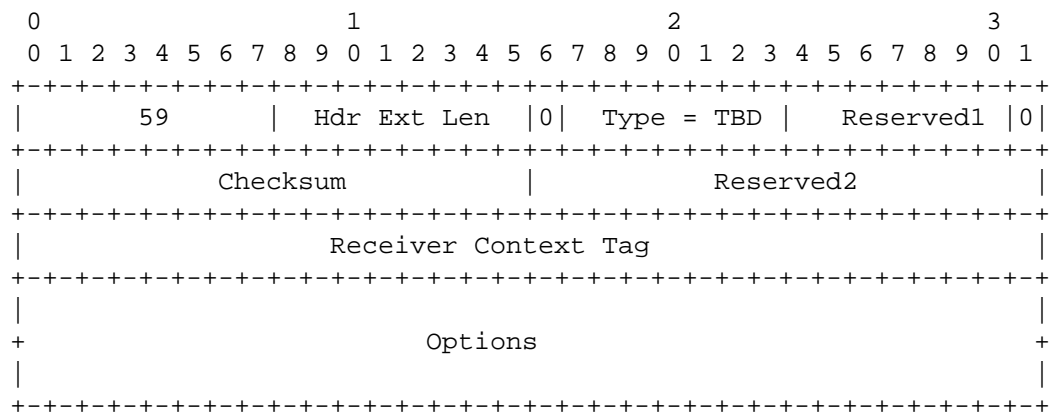 0                   1                   2                   3
 0 1 2 3 4 5 6 7 8 9 0 1 2 3 4 5 6 7 8 9 0 1 2 3 4 5 6 7 8 9 0 1
+-+-+-+-+-+-+-+-+-+-+-+-+-+-+-+-+-+-+-+-+-+-+-+-+-+-+-+-+-+-+-+-+
|       59      |  Hdr Ext Len  |0|  Type = TBD |   Reserved1 |0|
+-+-+-+-+-+-+-+-+-+-+-+-+-+-+-+-+-+-+-+-+-+-+-+-+-+-+-+-+-+-+-+-+
|            Checksum           |           Reserved2           |
+-+-+-+-+-+-+-+-+-+-+-+-+-+-+-+-+-+-+-+-+-+-+-+-+-+-+-+-+-+-+-+-+
|                   Receiver Context Tag                        |
+-+-+-+-+-+-+-+-+-+-+-+-+-+-+-+-+-+-+-+-+-+-+-+-+-+-+-+-+-+-+-+-+
|                                                               |
+                         Options                               +
|                                                               |
+-+-+-+-+-+-+-+-+-+-+-+-+-+-+-+-+-+-+-+-+-+-+-+-+-+-+-+-+-+-+-+-+